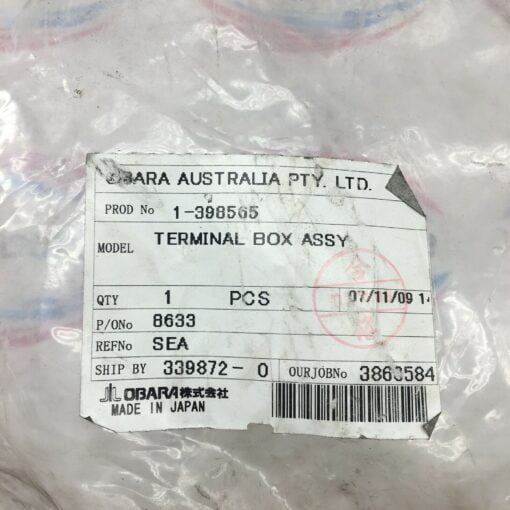 OBARA AUSTRALIA PTY. LTD.
PROD No 1-398565
MODEL TERMINAL BOX ASSY
QTY 1 PCS 07/11/09 14
P/ONo 8633
REFNo SEA
SHIP BY 339872-0 OURJOBNo 3863584
OBARA株式会社
MADE IN JAPAN